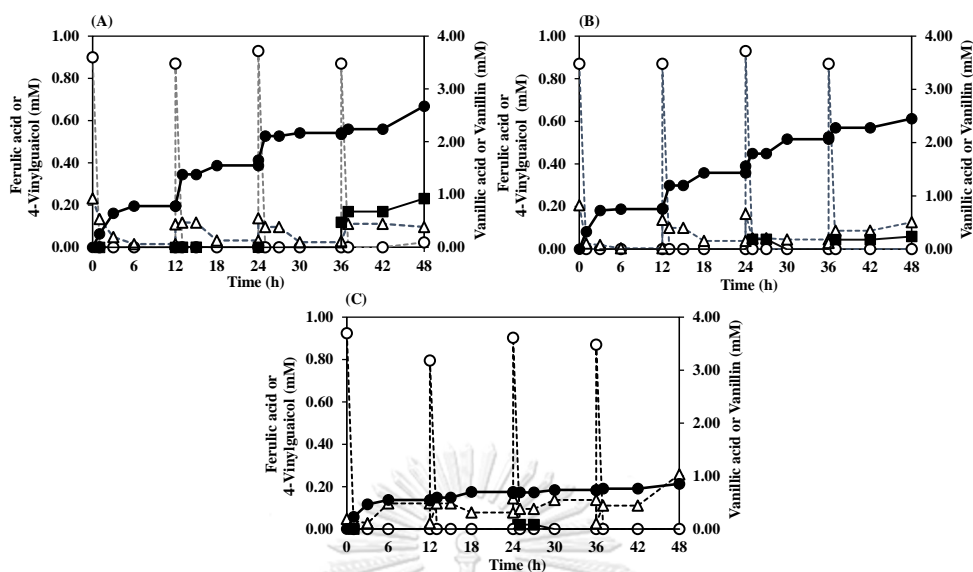 (A)
1.00
0.80
0.60
0.40
0.20
0.00
4.00
3.00
2.00
1.00
0.00
0 6 12 18 24 30 36 42 48
Time (h)
Ferulic acid or
4-Vinylguaicol (mM)
Vanillic acid or Vanillin (mM)
(B)
1.00
0.80
0.60
0.40
0.20
0.00
4.00
3.00
2.00
1.00
0.00
0 6 12 18 24 30 36 42 48
Time (h)
Ferulic acid or
4-Vinylguaicol (mM)
Vanillic acid or Vanillin (mM)
(C)
1.00
0.80
0.60
0.40
0.20
0.00
4.00
3.00
2.00
1.00
0.00
0 6 12 18 24 30 36 42 48
Time (h)
Ferulic acid or
4-Vinylguaicol (mM)
Vanillic acid or Vanillin (mM)